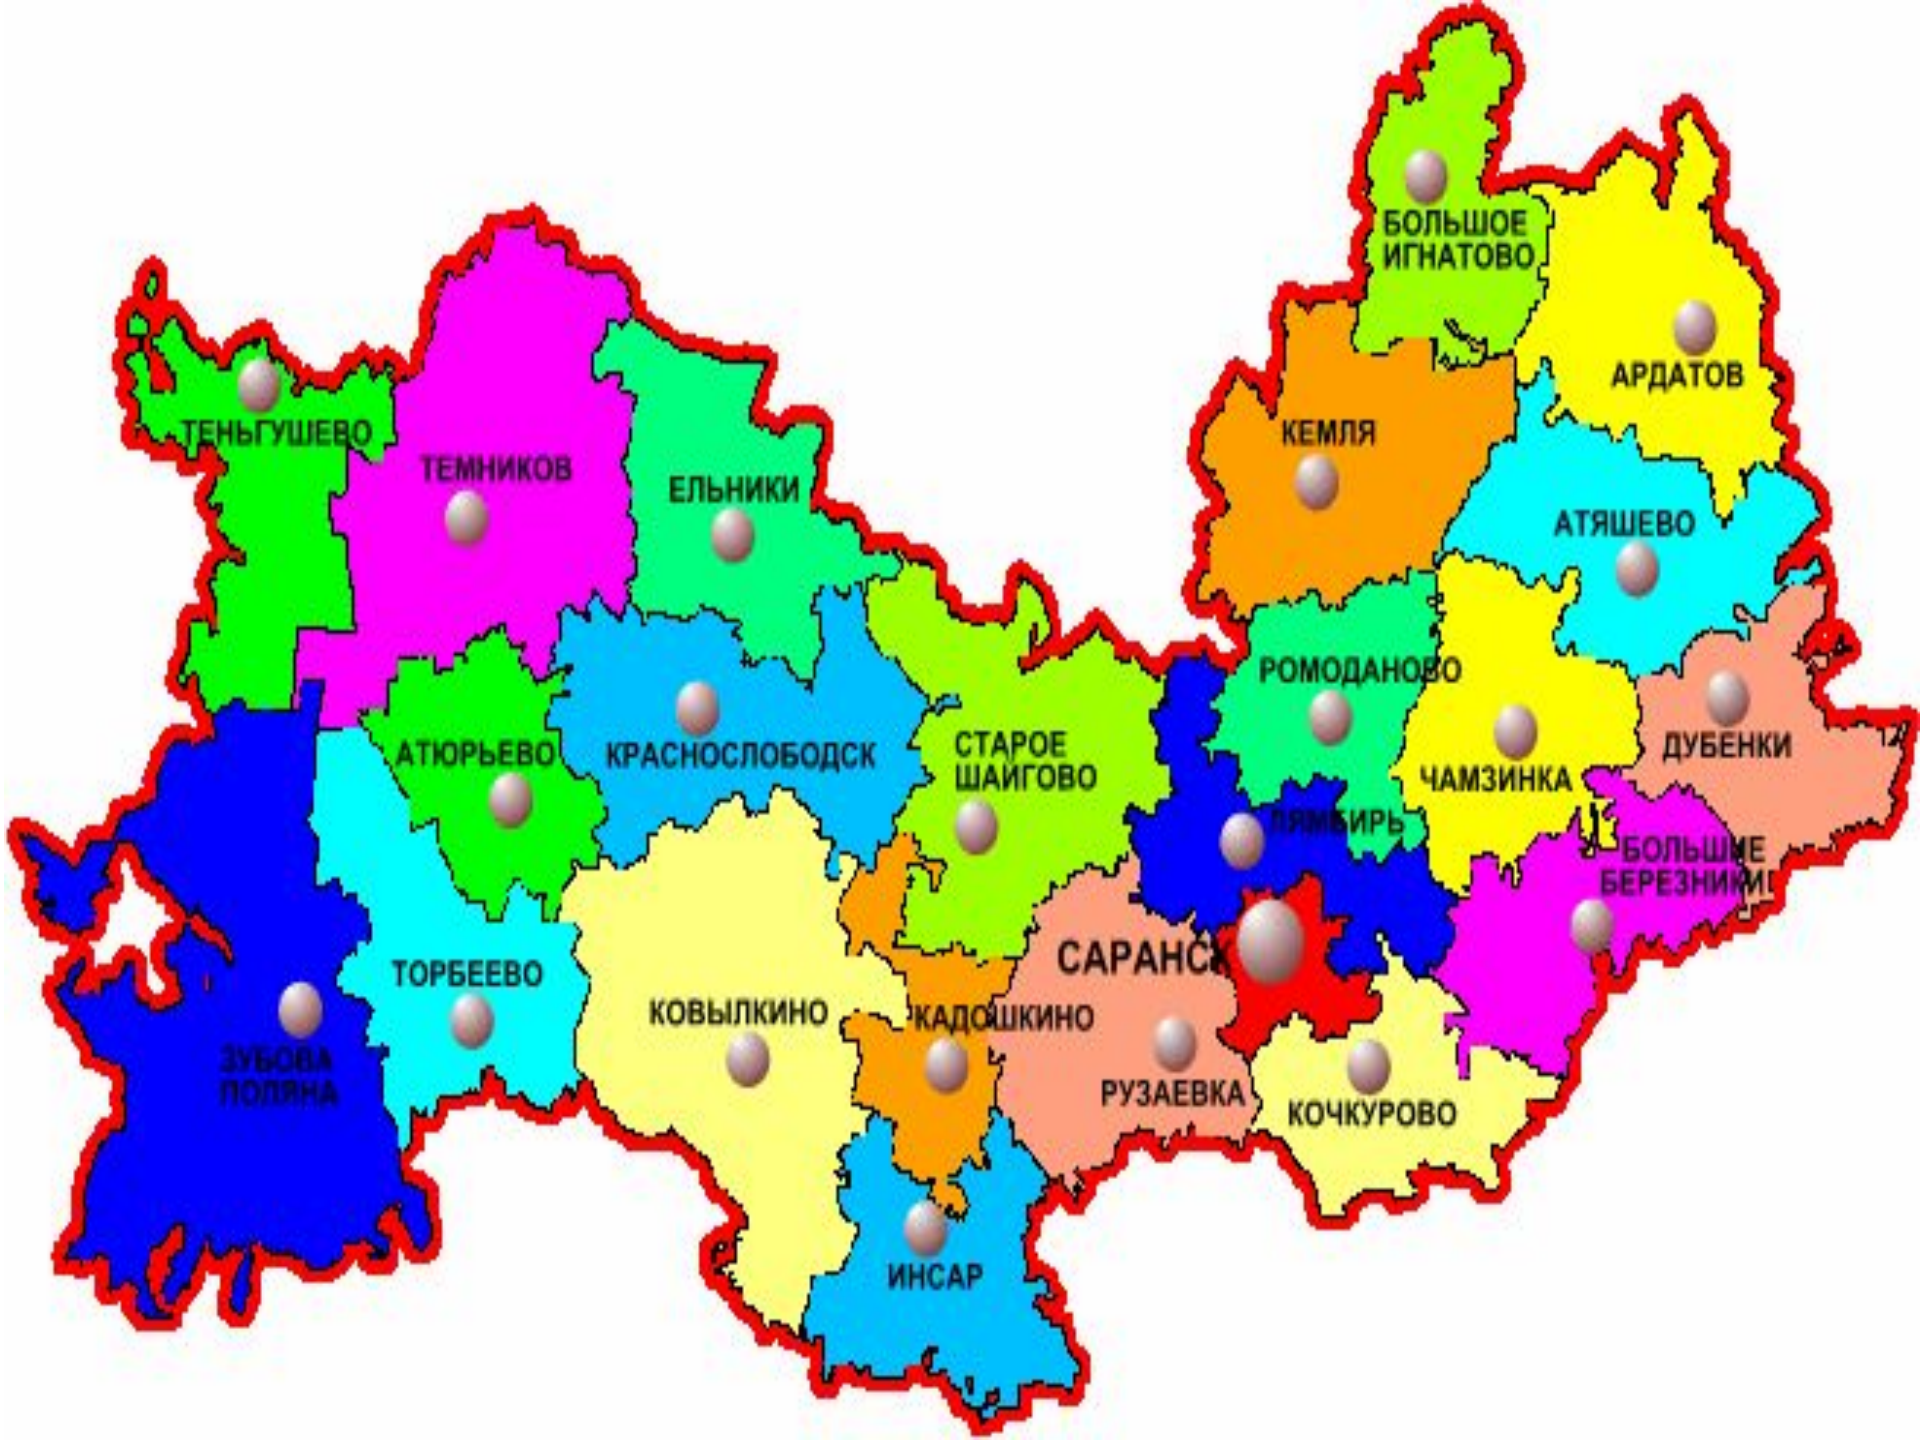 БОЛЬШОЕ
ИГНАТОВО
АРДАТОВ
ТЕНЬГУШЕВО
КЕМЛЯ
ТЕМНИКОВ
ЕЛЬНИКИ
АТЯШЕВО
РОМОДАНОВО
АТЮРЬЕВО
КРАСНОСЛОБОДСК
СТАРОЕ
ШАЙГОВО
ЧАМЗИНКА
ДУБЕНКИ
ЛЯМБИРЬ
БОЛЬШИЕ
БЕРЕЗНИКИ
САРАНСК
ТОРБЕЕВО
КОВЫЛКИНО
КАДОШКИНО
ЗУБОВА
ПОЛЯНА
РУЗАЕВКА
КОЧКУРОВО
ИНСАР